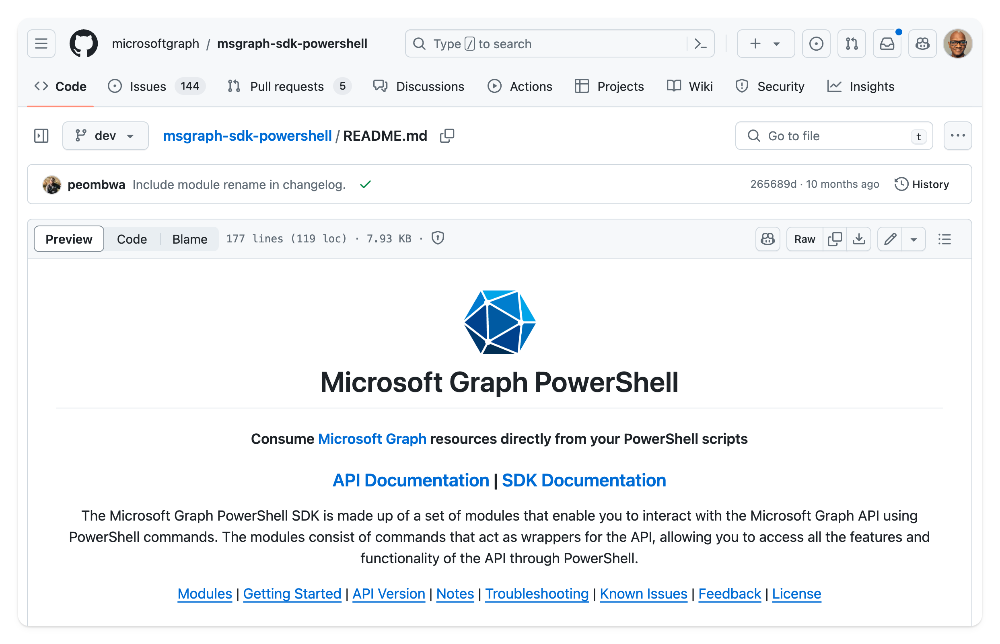 microsoftgraph / msgraph-sdk-powershell
Type / to search
Code
Issues 144
Pull requests 5
Discussions
Actions
Projects
Wiki
Security
Insights
dev
msgraph-sdk-powershell / README.md
Go to file
t
peombwa Include module rename in changelog.
265689d · 10 months ago
History
Preview
Code
Blame
177 lines (119 loc) · 7.93 KB ·
Raw
Microsoft Graph PowerShell
Consume Microsoft Graph resources directly from your PowerShell scripts
API Documentation | SDK Documentation
The Microsoft Graph PowerShell SDK is made up of a set of modules that enable you to interact with the Microsoft Graph API using
PowerShell commands. The modules consist of commands that act as wrappers for the API, allowing you to access all the features and
functionality of the API through PowerShell.
Modules | Getting Started | API Version | Notes | Troubleshooting | Known Issues | Feedback | License